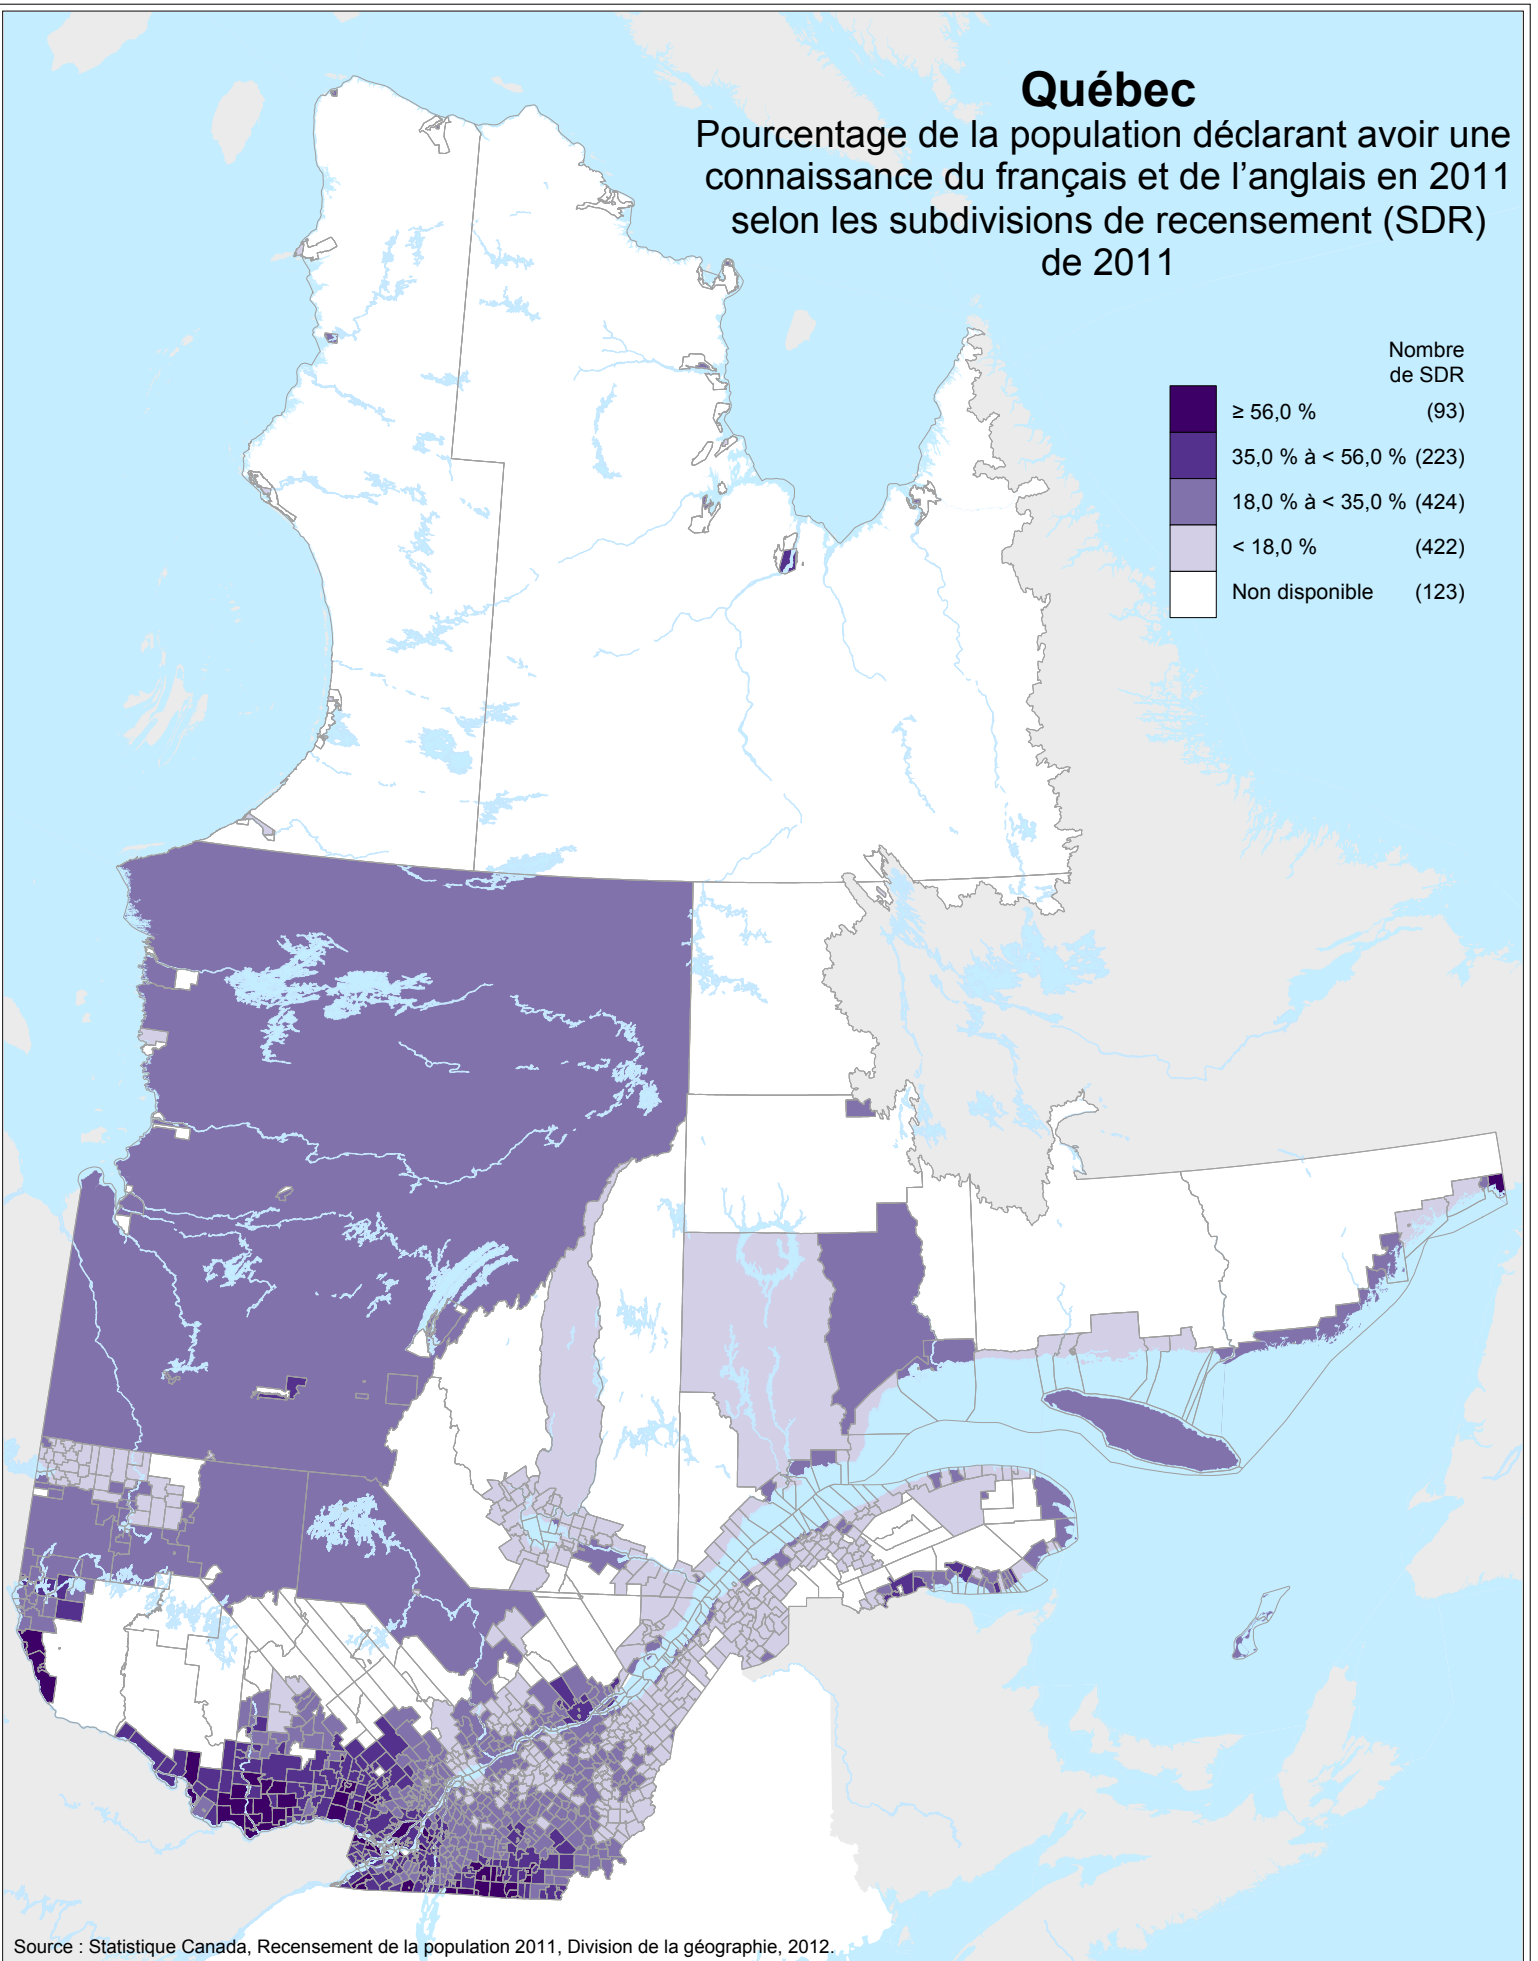 Québec
Pourcentage de la population déclarant avoir une
connaissance du français et de l’anglais en 2011
selon les subdivisions de recensement (SDR)
de 2011
Nombre
de SDR
≥ 56,0 % (93)
35,0 % à < 56,0 % (223)
18,0 % à < 35,0 % (424)
< 18,0 % (422)
Non disponible (123)
Source : Statistique Canada, Recensement de la population 2011, Division de la géographie, 2012.